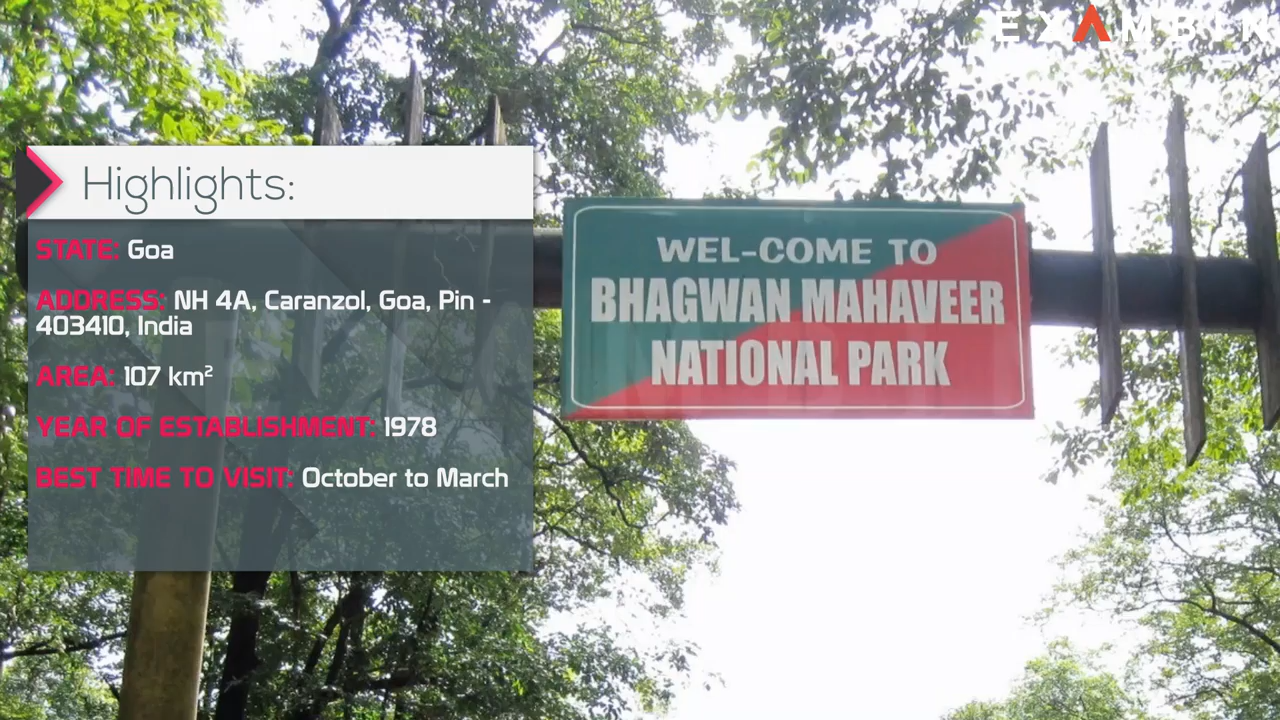 EXAMBIN
Highlights:
STATE: Goa
ADDRESS: NH 4A, Caranzol, Goa, Pin -
403410, India
AREA: 107 km²
YEAR OF ESTABLISHMENT: 1978
BEST TIME TO VISIT: October to March
WEL-COME TO
BHAGWAN MAHAVEER
NATIONAL PARK